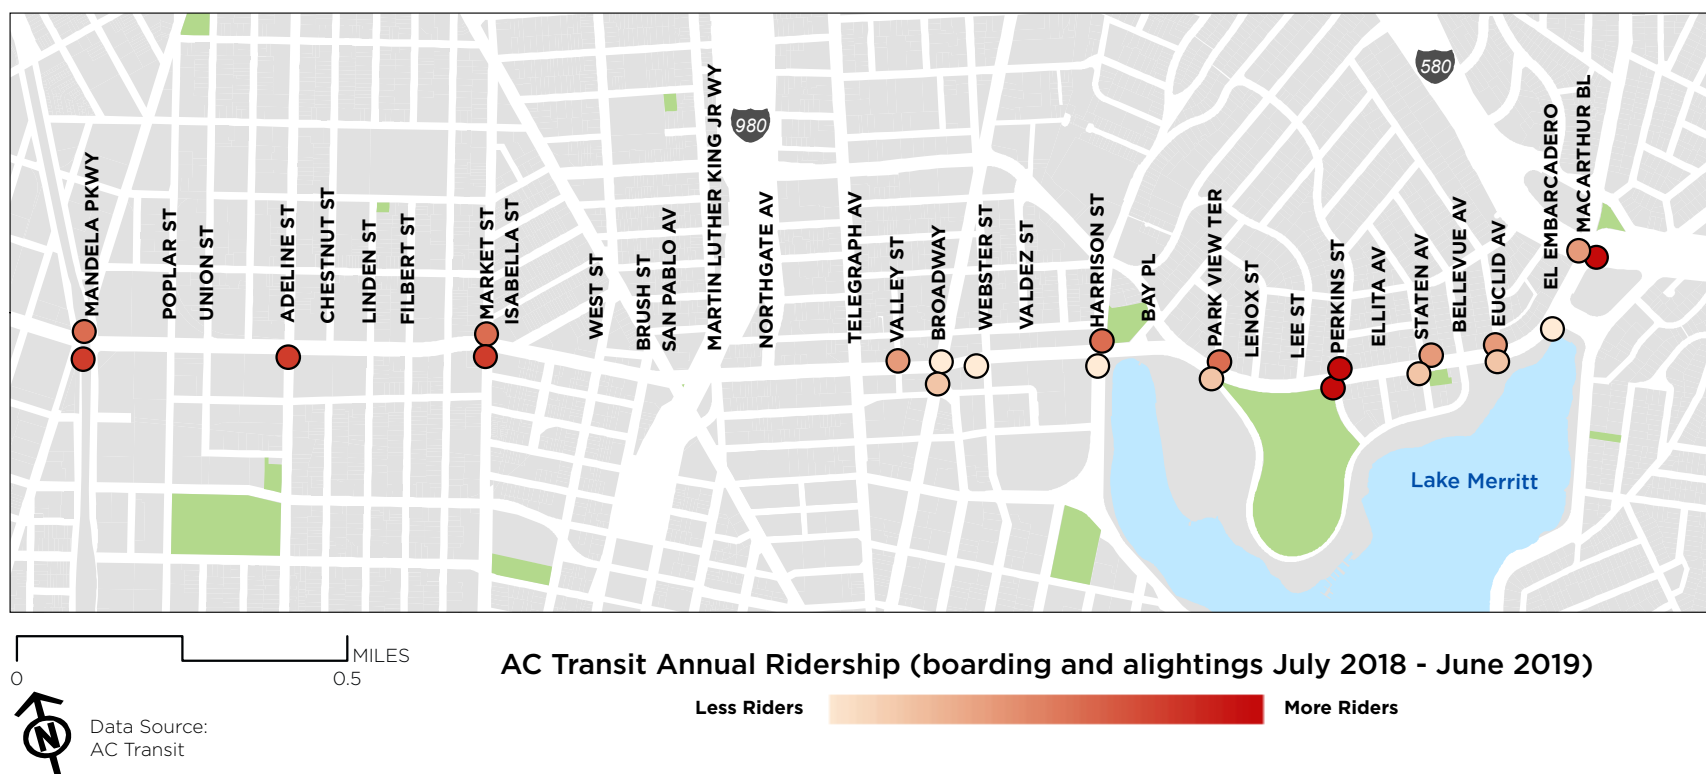 MANDELA PKWY
POPLAR ST
UNION ST
ADELINE ST
CHESTNUT ST
LINDEN ST
FILBERT ST
MARKET ST
ISABELLA ST
WEST ST
BRUSH ST
SAN PABLO AV
MARTIN LUTHER KING JR WY
980
NORTHGATE AV
TELEGRAPH AV
VALLEY ST
BROADWAY
WEBSTER ST
VALDEZ ST
HARRISON ST
BAY PL
PARK VIEW TER
LENOX ST
LEE ST
PERKINS ST
ELLITA AV
STATEN AV
580
BELLEVUE AV
EUCLID AV
EL EMBARCADERO
MACARTHUR BL
Lake Merritt
MILES
0
0.5
N
Data Source:
AC Transit
AC Transit Annual Ridership (boarding and alightings July 2018 - June 2019)
Less Riders
More Riders